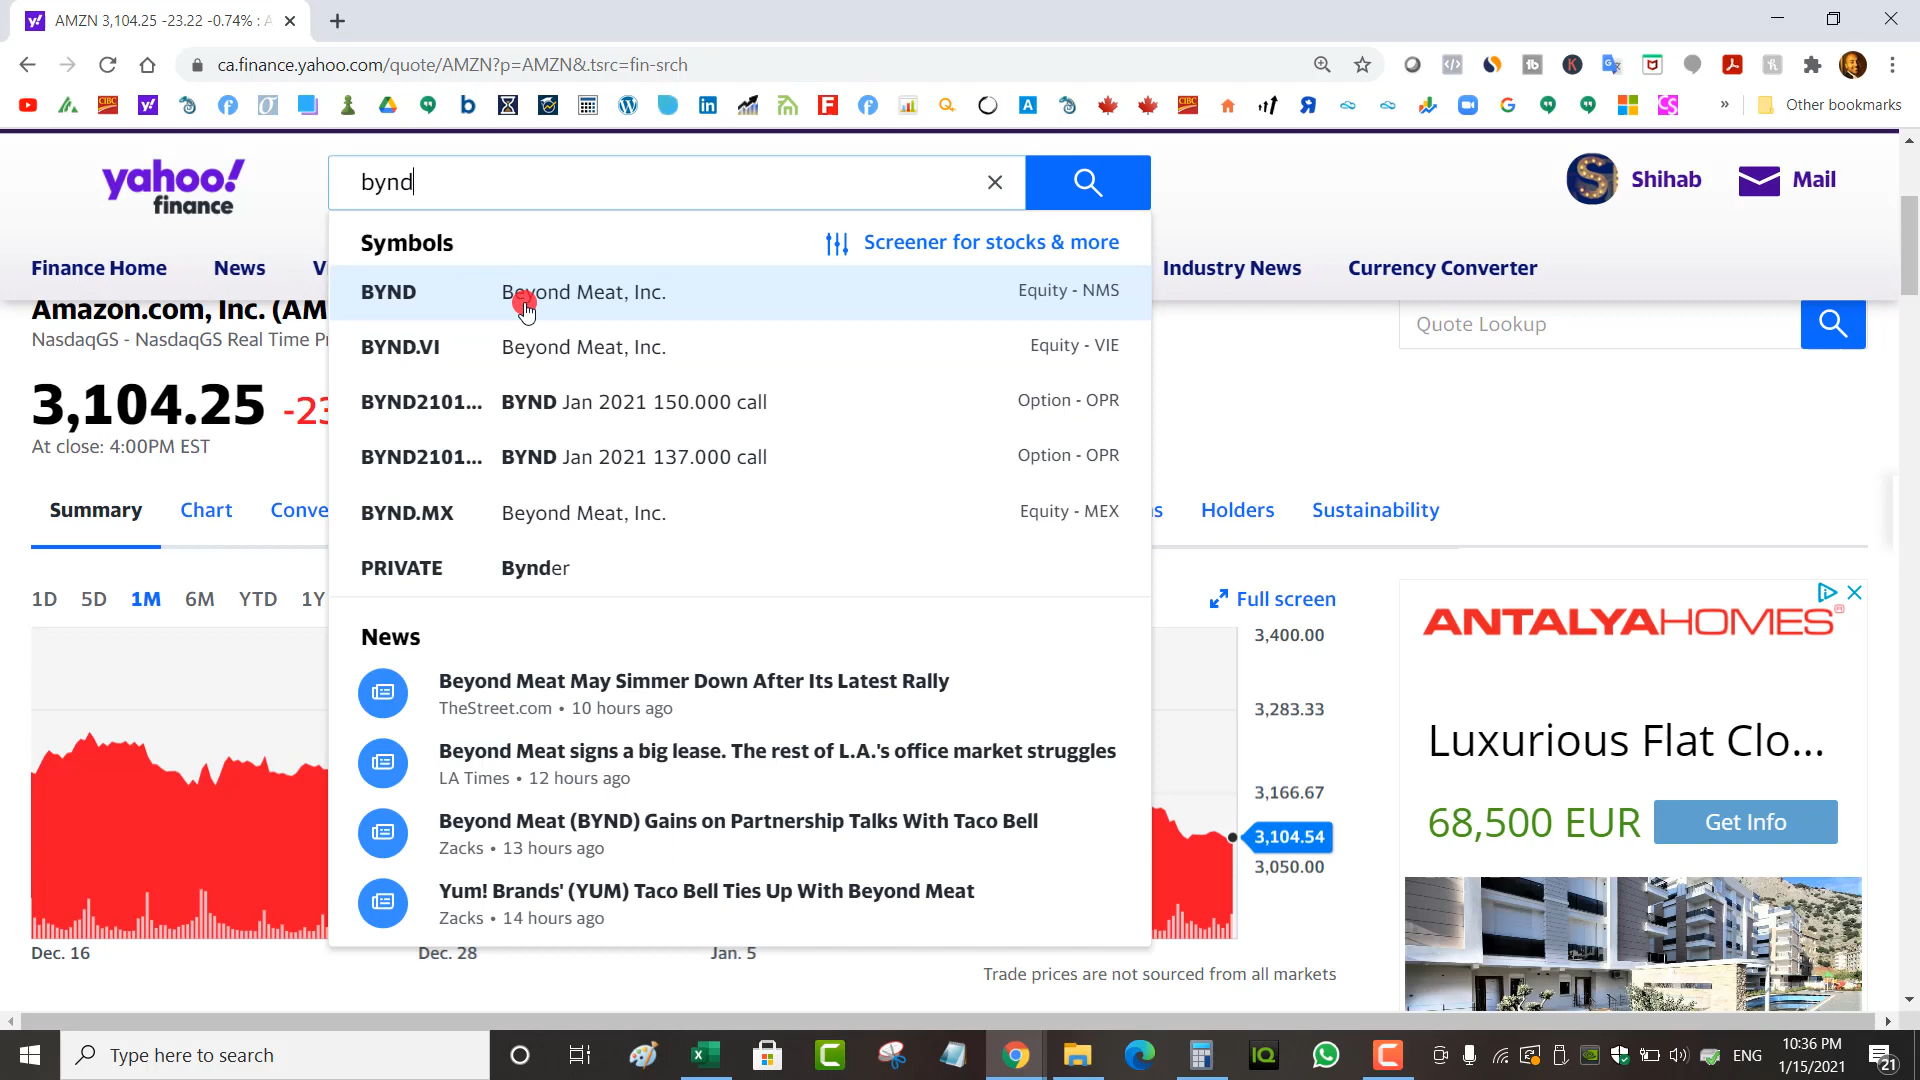 AMZN 3,104.25 -23.22 -0.74% : A
ca.finance.yahoo.com/quote/AMZN?p=AMZN&.tsrc=fin-srch
Other bookmarks
yahoo!
finance
bynd
Shihab
Mail
Symbols
Screener for stocks & more
Finance Home
News
V
Industry News
Currency Converter
BYND Beyond Meat, Inc. Equity - NMS
BYND.VI Beyond Meat, Inc. Equity - VIE
BYND2101... BYND Jan 2021 150.000 call Option - OPR
BYND2101... BYND Jan 2021 137.000 call Option - OPR
BYND.MX Beyond Meat, Inc. Equity - MEX
PRIVATE Bynder
News
Beyond Meat May Simmer Down After Its Latest Rally
TheStreet.com • 10 hours ago
Beyond Meat signs a big lease. The rest of L.A.'s office market struggles
LA Times • 12 hours ago
Beyond Meat (BYND) Gains on Partnership Talks With Taco Bell
Zacks • 13 hours ago
Yum! Brands' (YUM) Taco Bell Ties Up With Beyond Meat
Zacks • 14 hours ago
Amazon.com, Inc. (AM
NasdaqGS - NasdaqGS Real Time Pr
Quote Lookup
3,104.25 -23
At close: 4:00PM EST
Summary Chart Conve
s Holders Sustainability
1D 5D 1M 6M YTD 1Y
Full screen
3,400.00
3,283.33
3,166.67
3,104.54
3,050.00
Dec. 16 Dec. 28 Jan. 5
Trade prices are not sourced from all markets
ANTALYAHOMES®
Luxurious Flat Clo...
68,500 EUR
Get Info
Type here to search
ENG
10:36 PM
1/15/2021
21